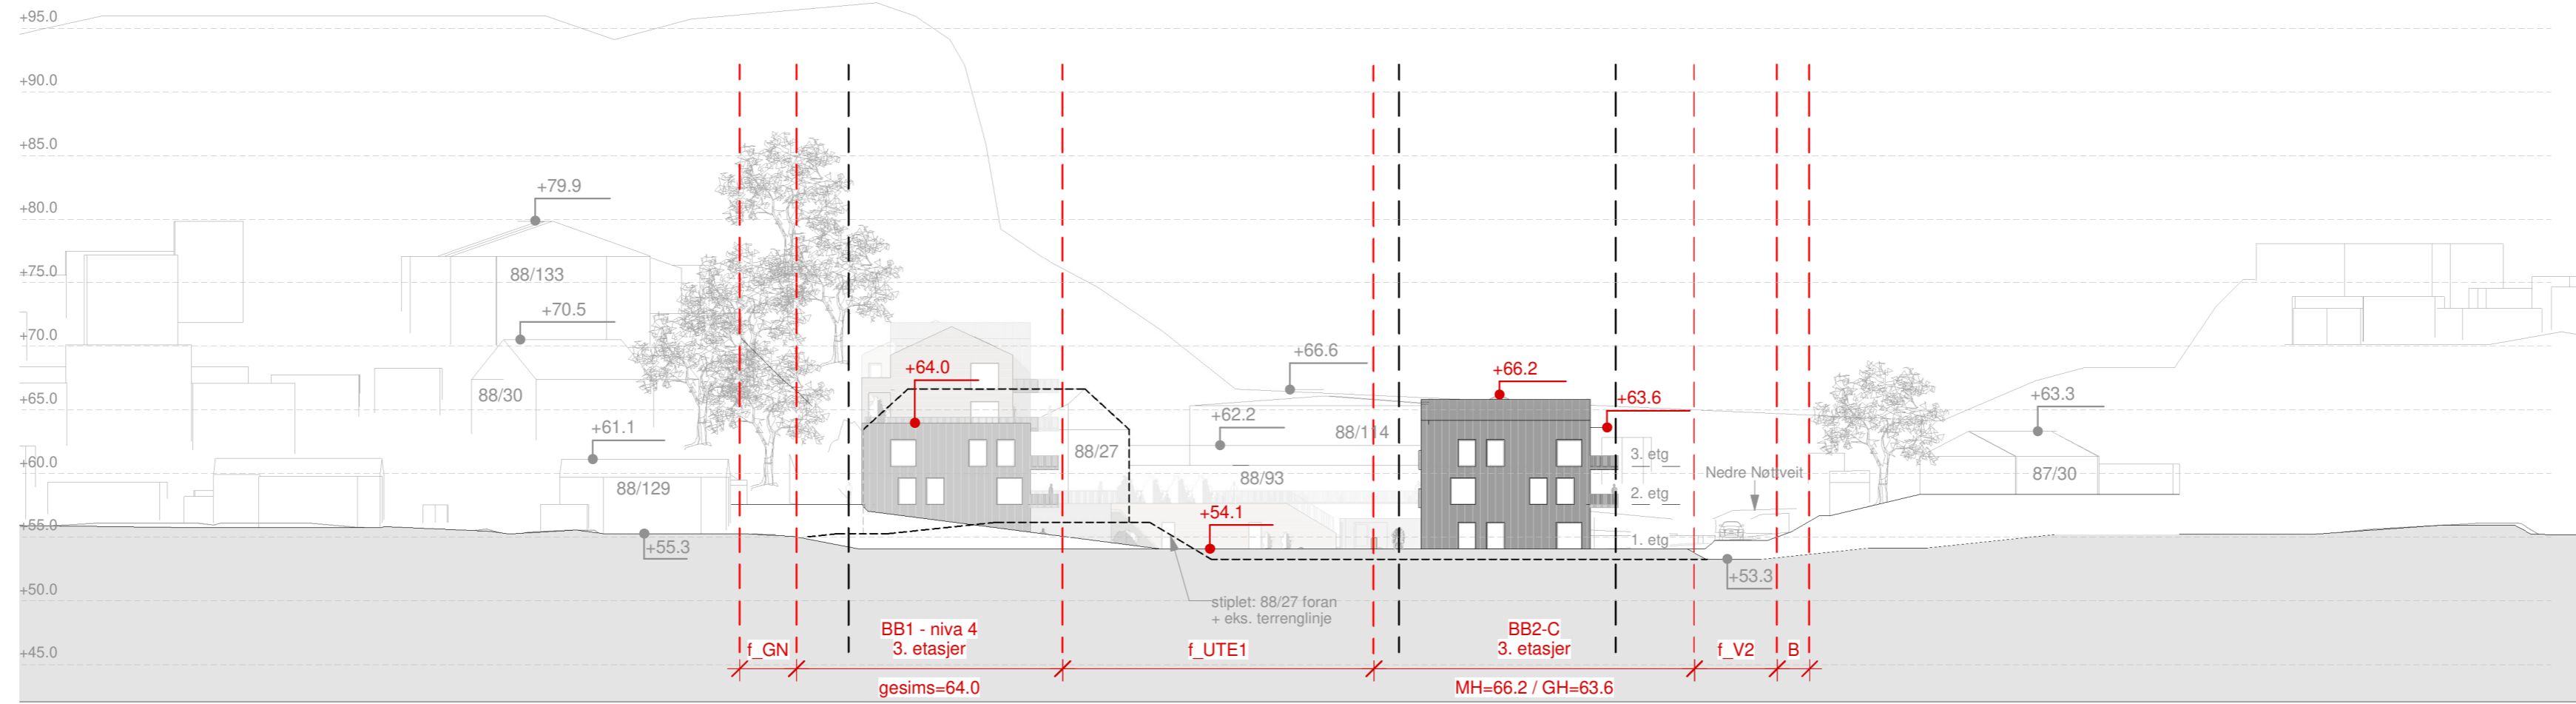 +95.0
+90.0
+85.0
+80.0
+75.0
+70.0
+65.0
+60.0
+55.0
+50.0
+45.0
+79.9
88/133
+70.5
88/30
+61.1
88/129
+55.3
+64.0
88/27
+66.6
+62.2
88/114
88/93
+54.1
stiplet: 88/27 foran
+ eks. terrenglinje
+66.2
+63.6
3. etg
2. etg
1. etg
Nedre Nøttveit
+53.3
+63.3
87/30
f_GN
BB1 - niva 4
3. etasjer
gesims=64.0
f_UTE1
BB2-C
3. etasjer
MH=66.2 / GH=63.6
f_V2
B